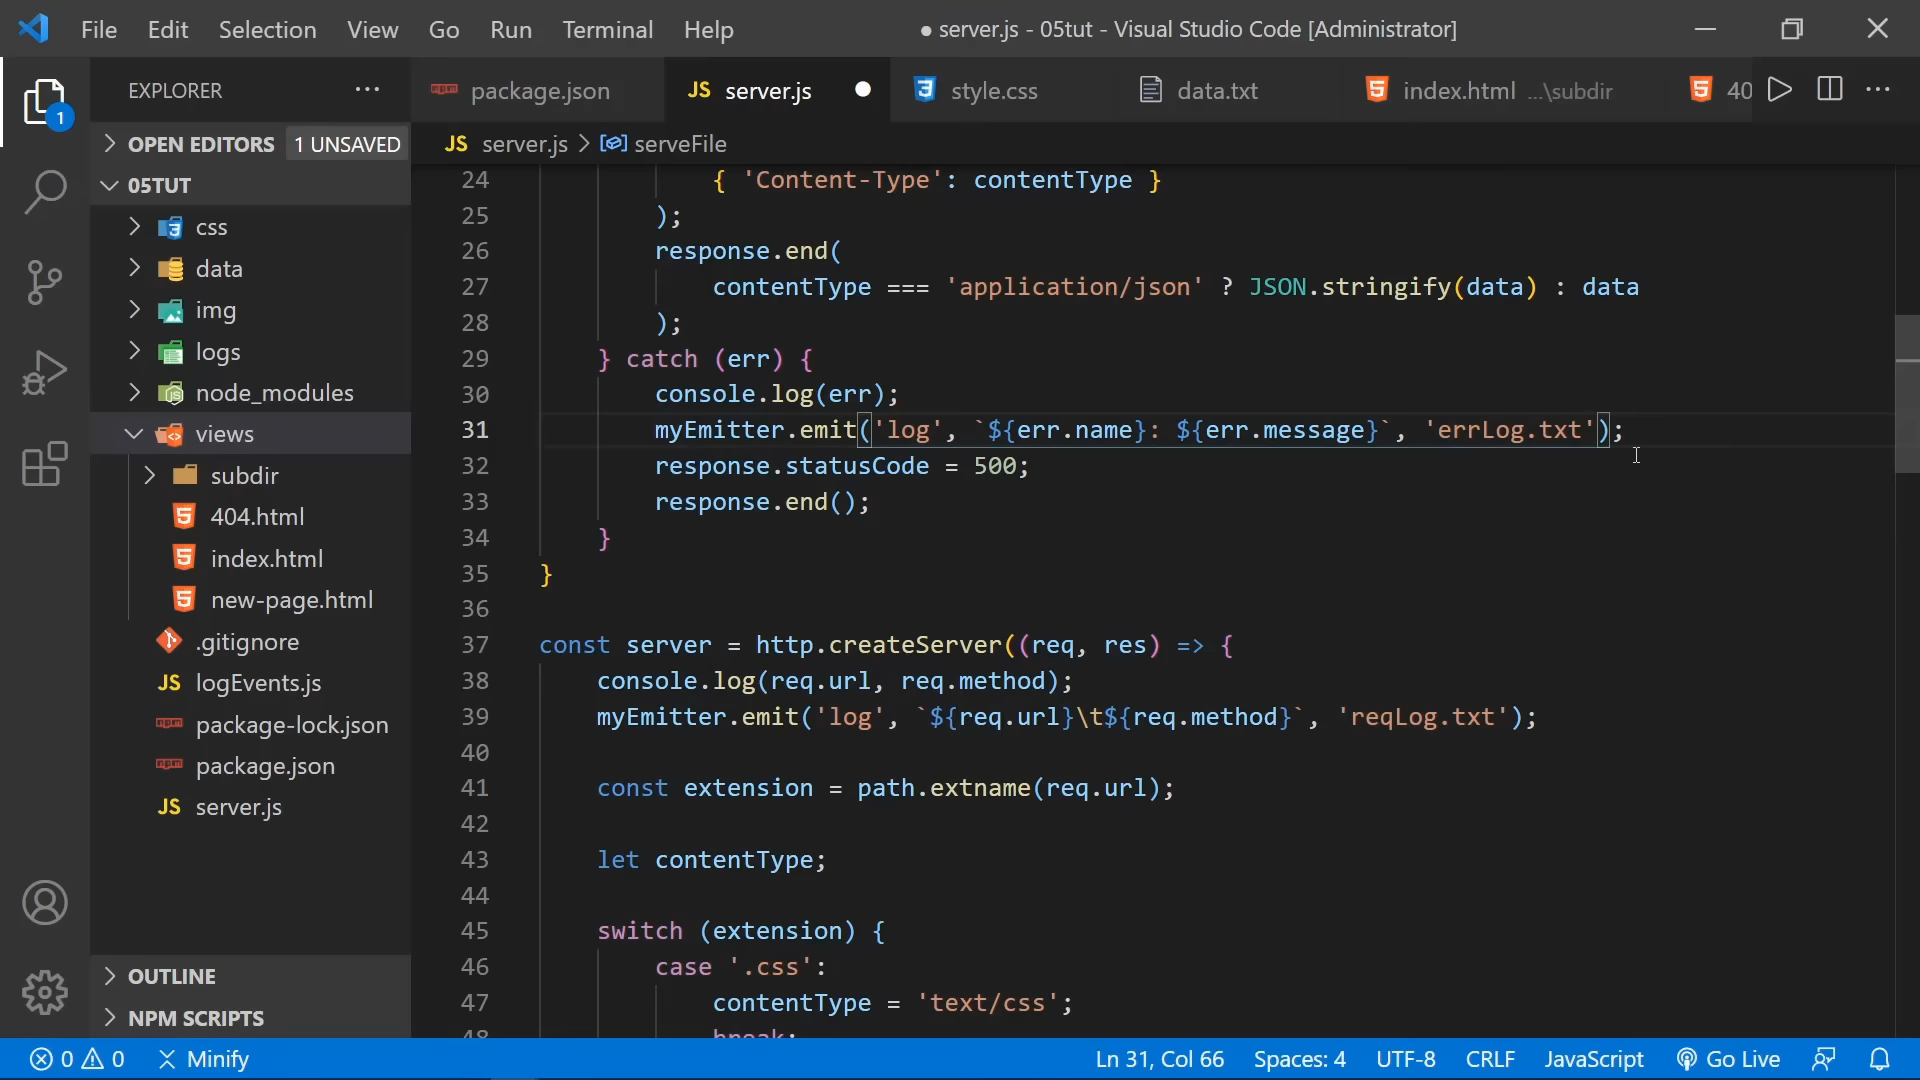 File Edit Selection View Go Run Terminal Help
● server.js - 05tut - Visual Studio Code [Administrator]
EXPLORER
package.json
JS server.js
style.css
data.txt
index.html ...\subdir
40
1
OPEN EDITORS 1 UNSAVED
JS server.js > serveFile
05TUT
css
data
img
logs
node_modules
views
subdir
404.html
index.html
new-page.html
.gitignore
JS logEvents.js
package-lock.json
package.json
JS server.js
OUTLINE
NPM SCRIPTS
24 { 'Content-Type': contentType }
25 );
26 response.end(
27 contentType === 'application/json' ? JSON.stringify(data) : data
28 );
29 } catch (err) {
30 console.log(err);
31 myEmitter.emit('log', `${err.name}: ${err.message}`, 'errLog.txt');
32 response.statusCode = 500;
33 response.end();
34 }
35 }
36
37 const server = http.createServer((req, res) => {
38 console.log(req.url, req.method);
39 myEmitter.emit('log', `${req.url}\t${req.method}`, 'reqLog.txt');
40
41 const extension = path.extname(req.url);
42
43 let contentType;
44
45 switch (extension) {
46 case '.css':
47 contentType = 'text/css';
48 break;
0 0 Minify
Ln 31, Col 66 Spaces: 4 UTF-8 CRLF JavaScript Go Live